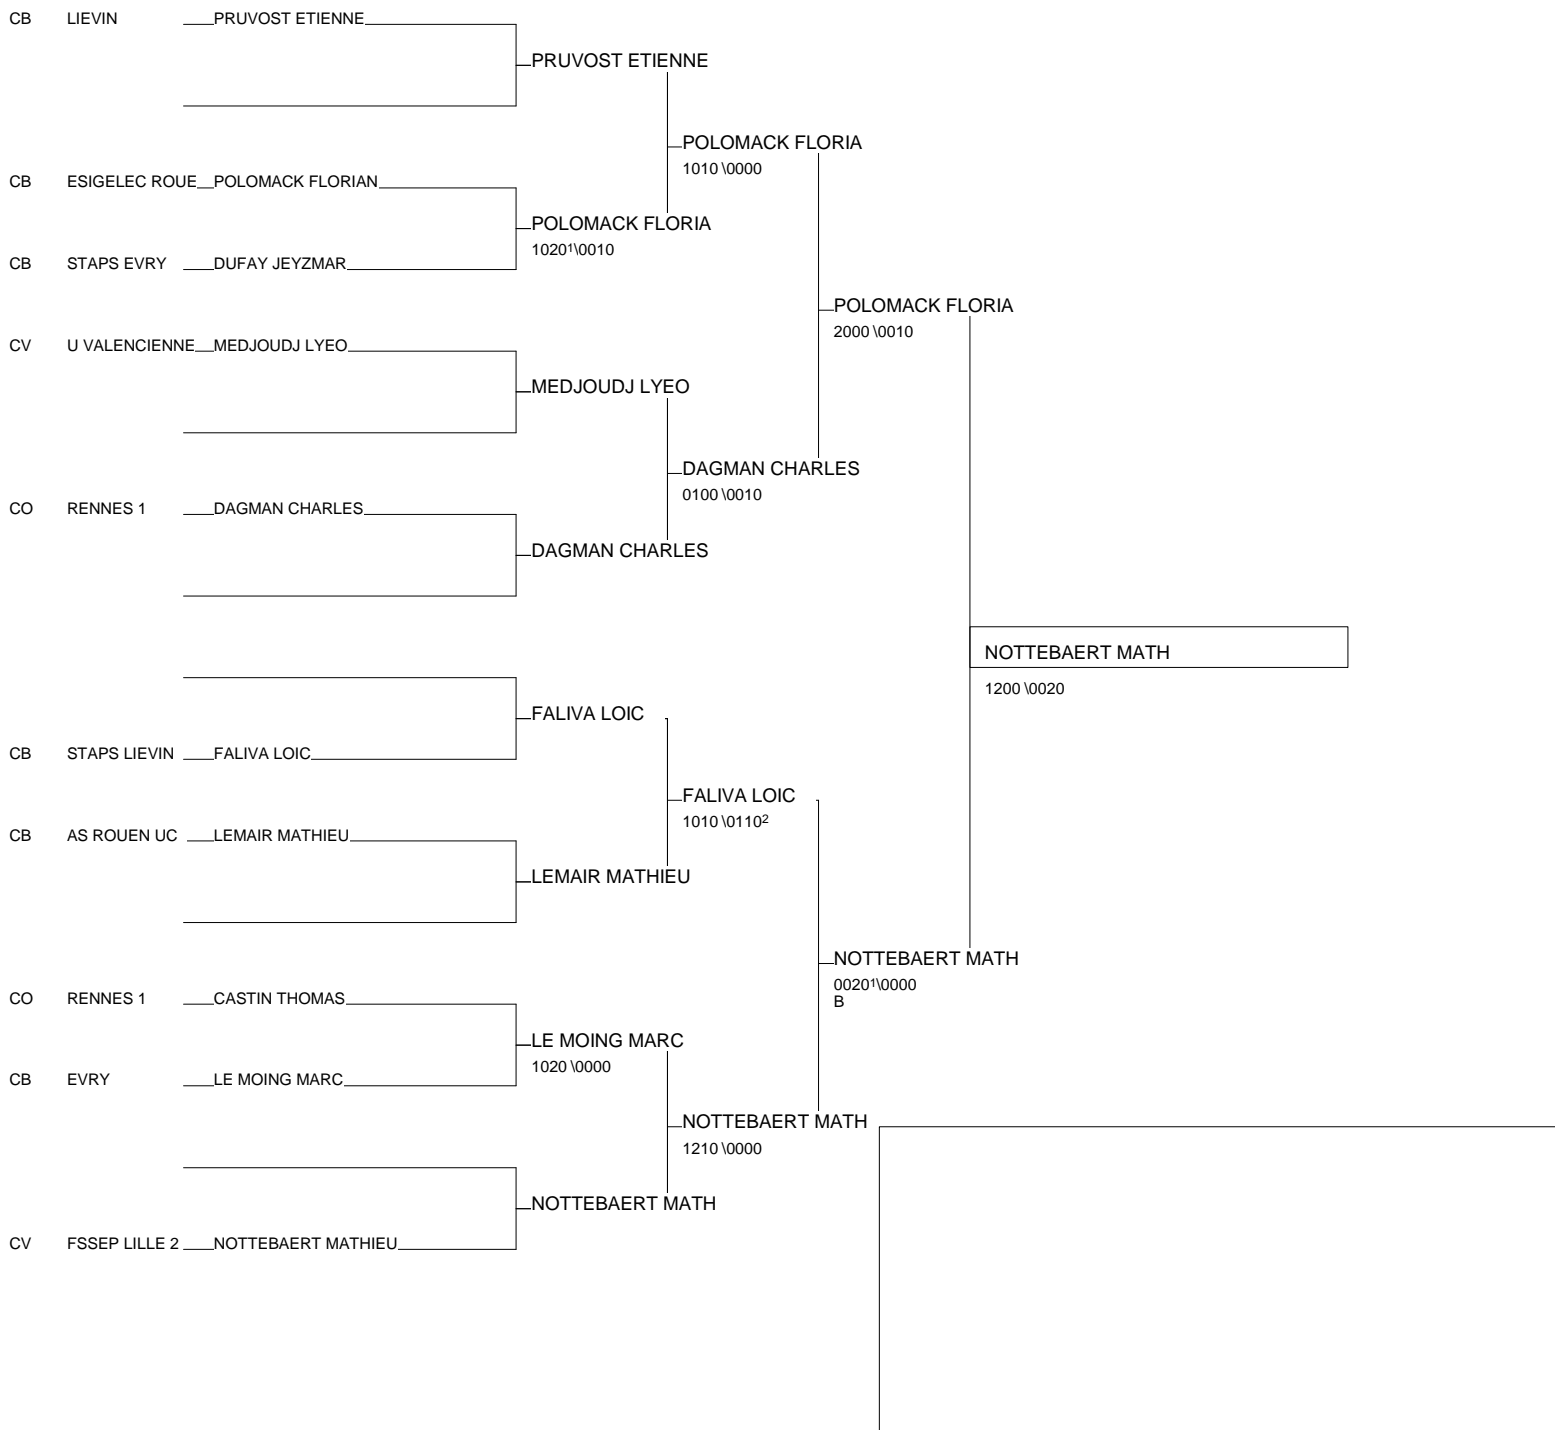 CB LIEVIN PRUVOST ETIENNE
PRUVOST ETIENNE
POLOMACK FLORIA
1010 \0000
CB ESIGELEC ROUE POLOMACK FLORIAN
POLOMACK FLORIA
1020¹\0010
CB STAPS EVRY DUFAY JEYZMAR
POLOMACK FLORIA
2000 \0010
CV U VALENCIENNE MEDJOUDJ LYEO
MEDJOUDJ LYEO
DAGMAN CHARLES
0100 \0010
CO RENNES 1 DAGMAN CHARLES
DAGMAN CHARLES
NOTTEBAERT MATH
1200 \0020
FALIVA LOIC
CB STAPS LIEVIN FALIVA LOIC
FALIVA LOIC
1010 \0110²
CB AS ROUEN UC LEMAIR MATHIEU
LEMAIR MATHIEU
NOTTEBAERT MATH
0020¹\0000
B
CO RENNES 1 CASTIN THOMAS
LE MOING MARC
1020 \0000
CB EVRY LE MOING MARC
NOTTEBAERT MATH
1210 \0000
NOTTEBAERT MATH
CV FSSEP LILLE 2 NOTTEBAERT MATHIEU